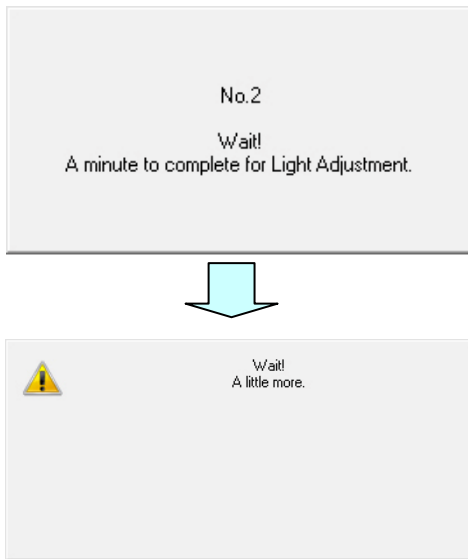 No.2
Wait!
A minute to complete for Light Adjustment.
Wait!
A little more.